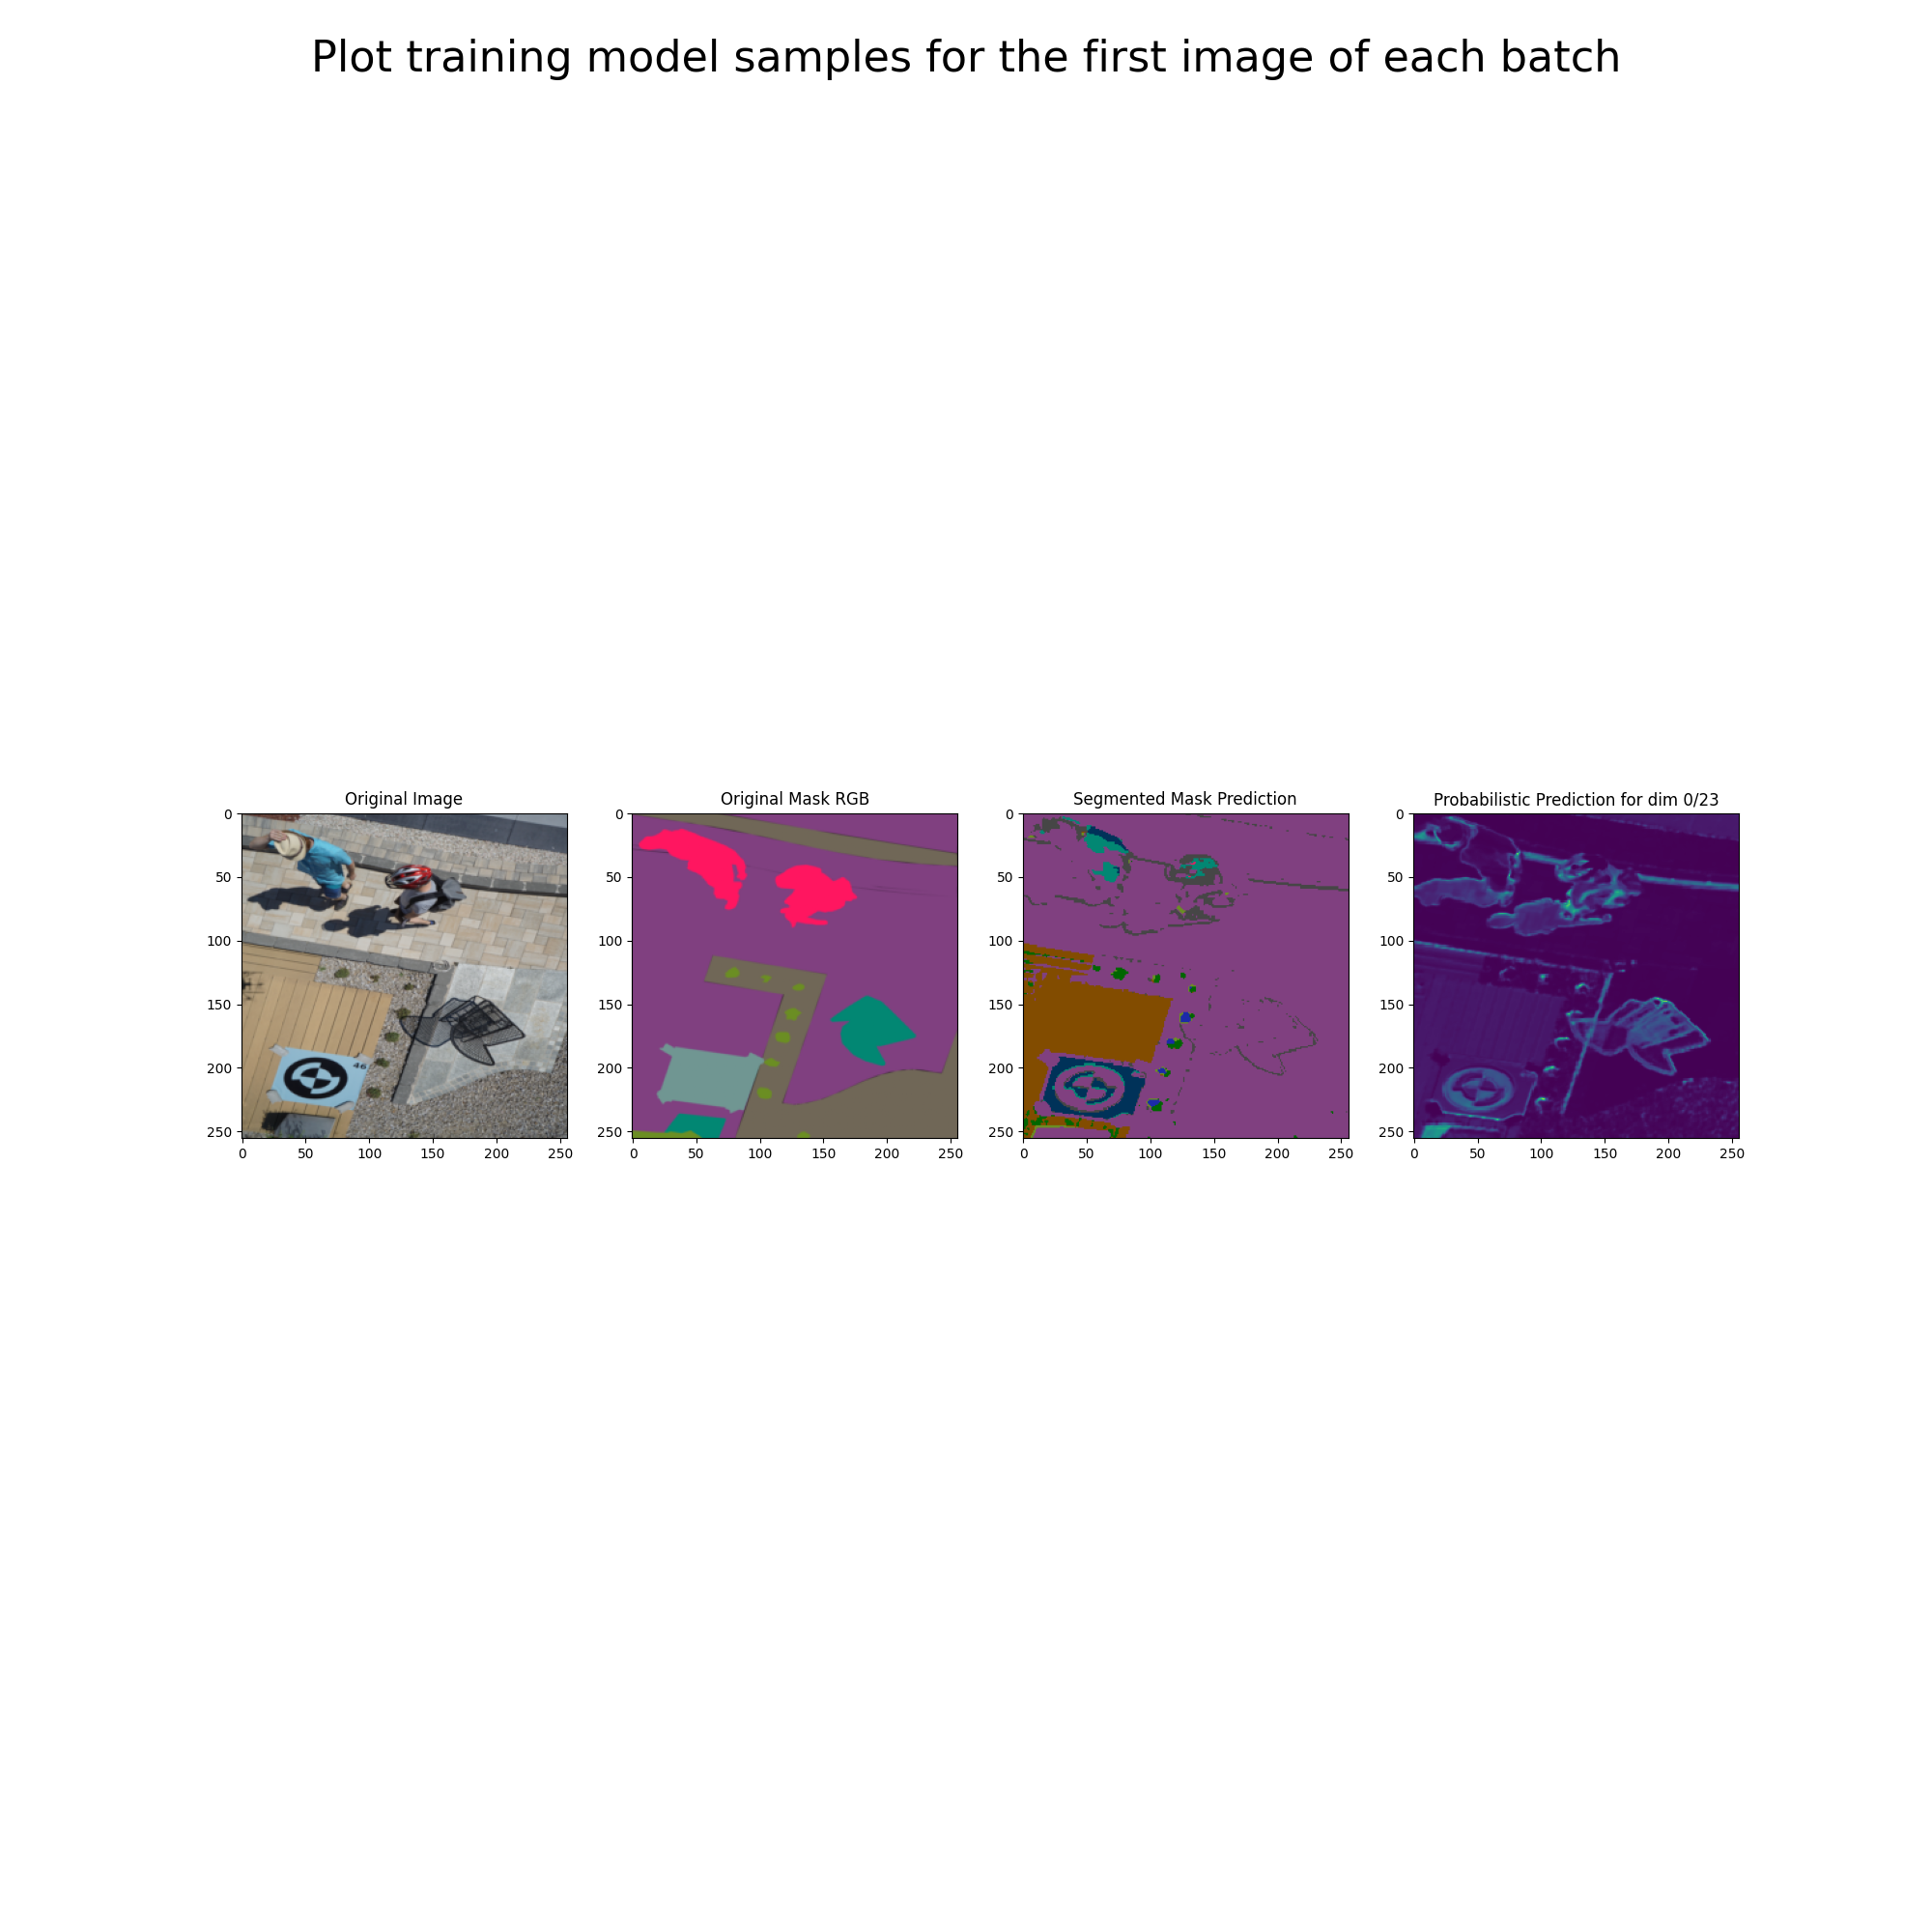 Plot training model samples for the first image of each batch
Original Image
Original Mask RGB
Segmented Mask Prediction
Probabilistic Prediction for dim 0/23
0
50
100
150
200
250
0 50 100 150 200 250
46
0
50
100
150
200
250
0 50 100 150 200 250
0
50
100
150
200
250
0 50 100 150 200 250
0
50
100
150
200
250
0 50 100 150 200 250